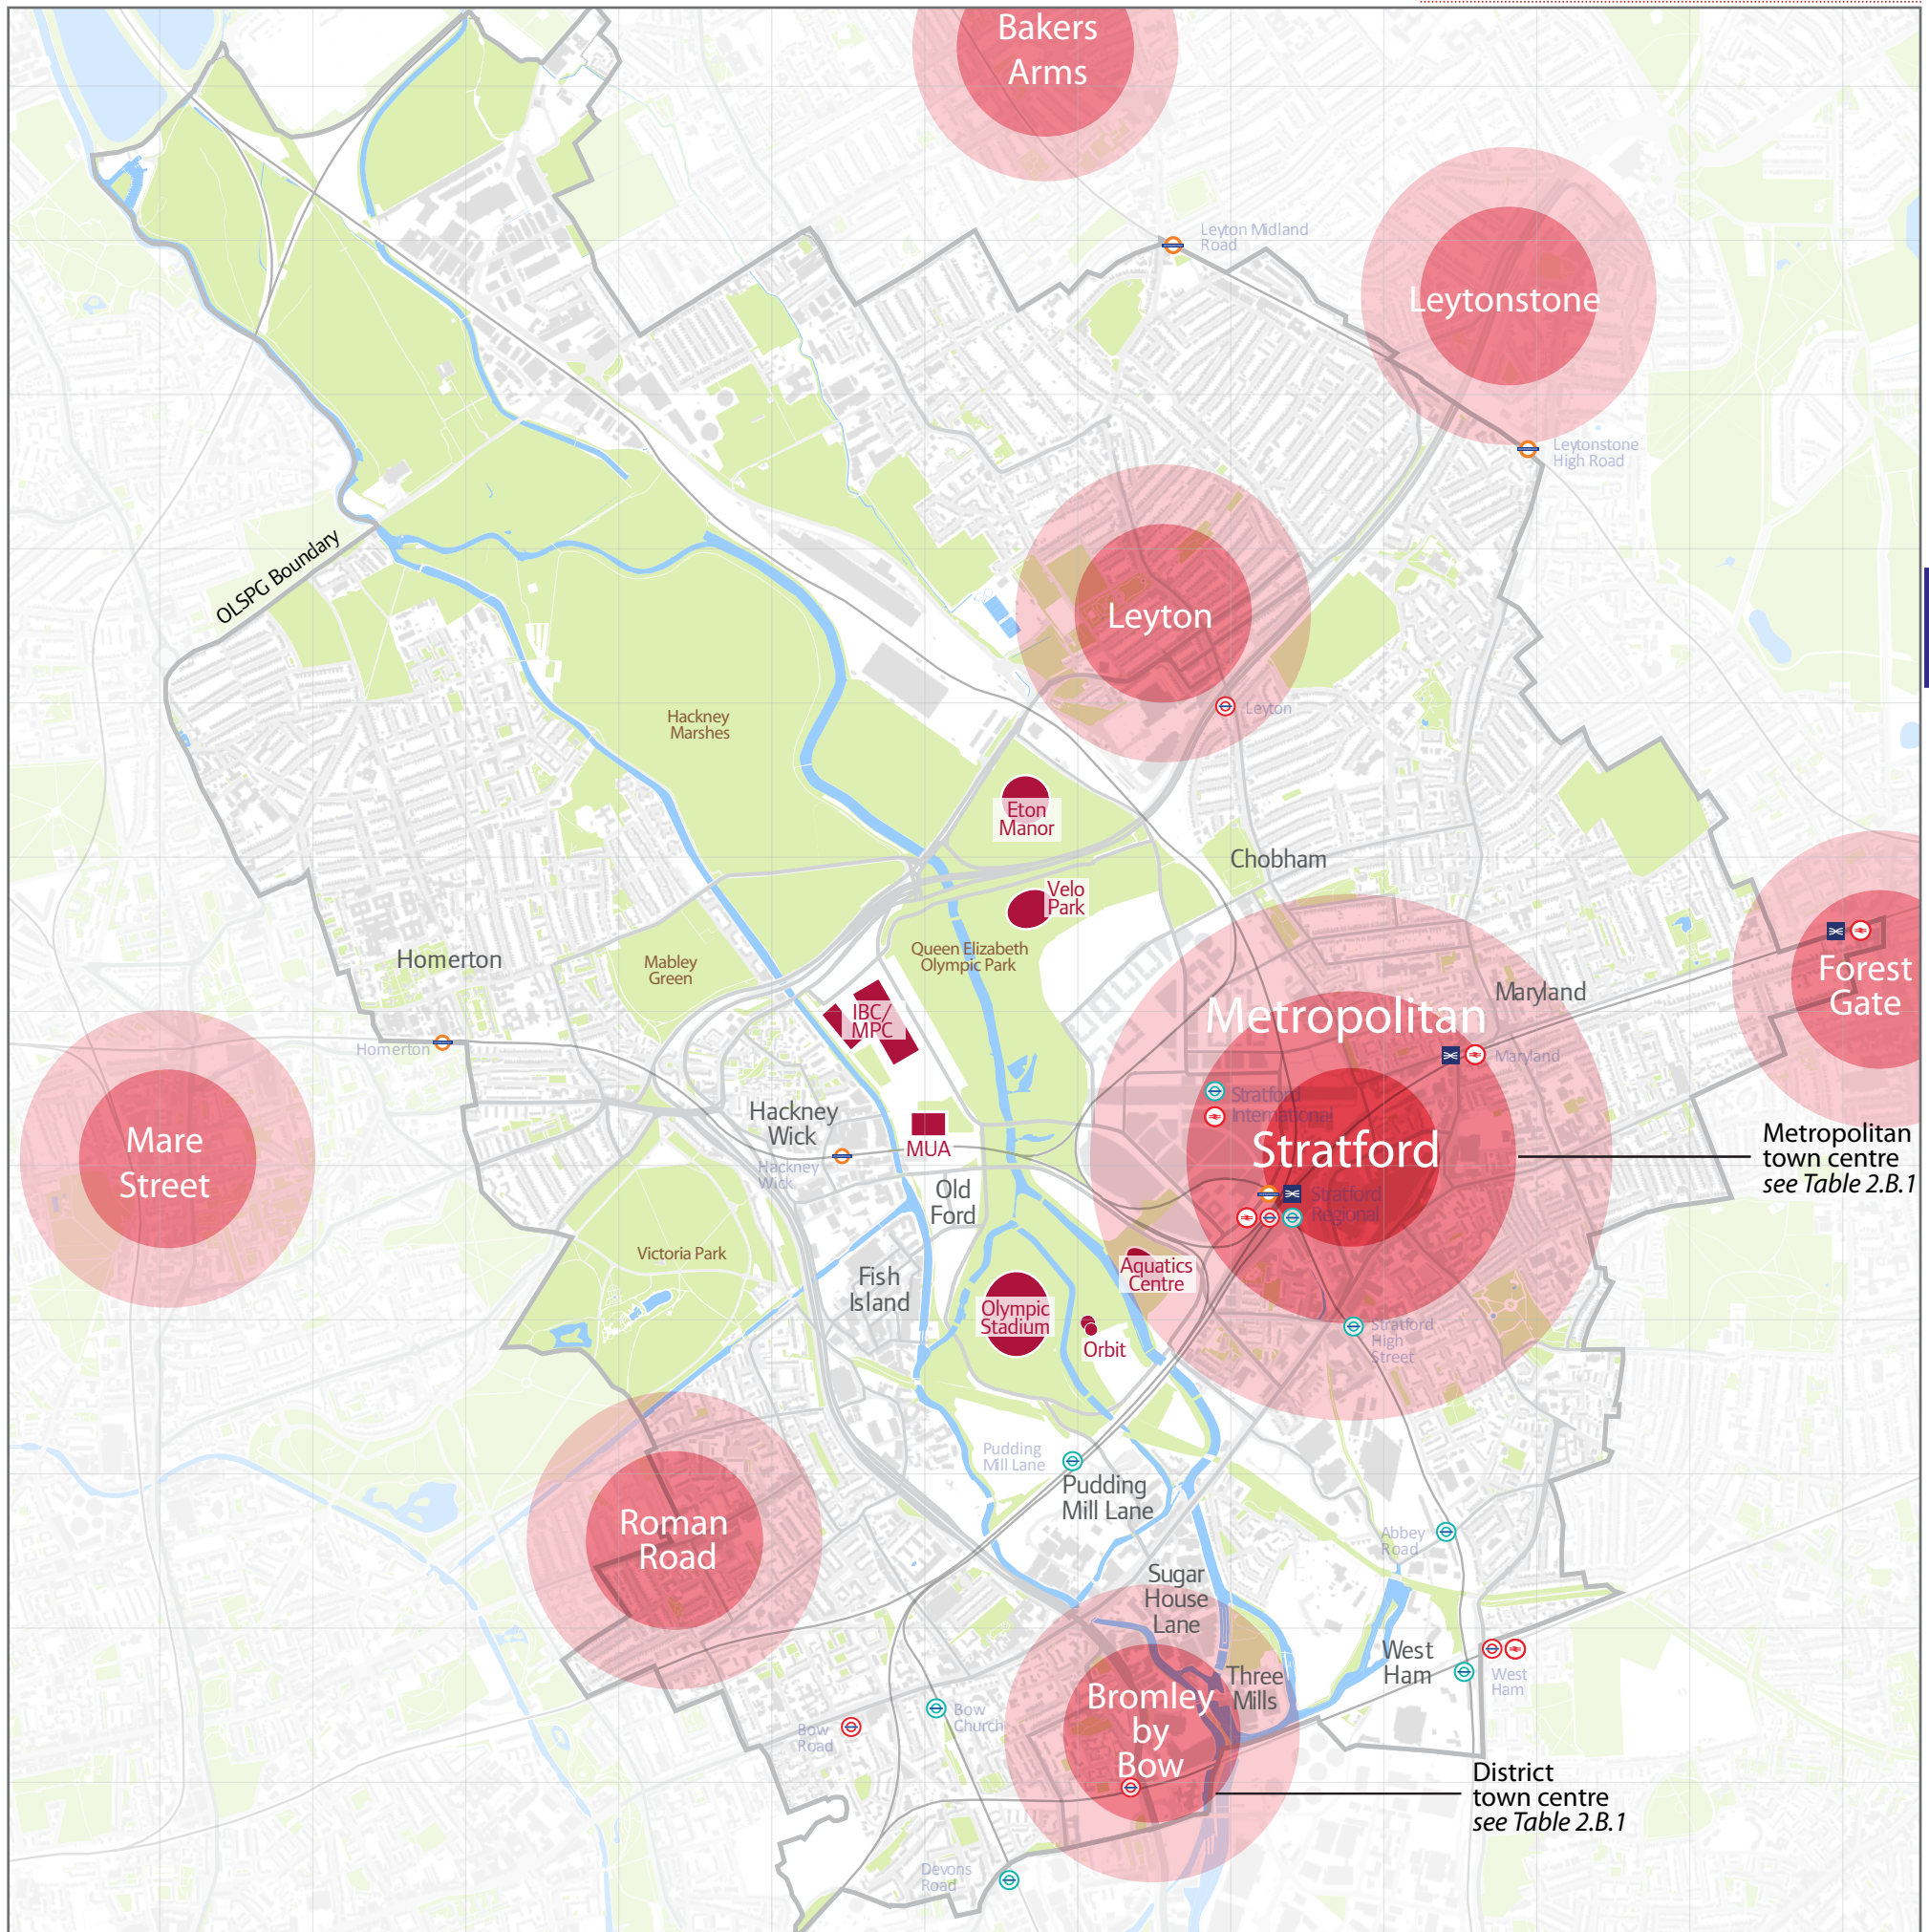 Bakers
Arms
Leyton Midland
Road
Leytonstone
Leytonstone
High Road
OLSPG Boundary
Leyton
Leyton
Hackney
Marshes
Eton
Manor
Chobham
Velo
Park
Queen Elizabeth
Olympic Park
Homerton
Mabley
Green
Forest
Gate
Maryland
Metropolitan
IBC/
MPC
Homerton
Maryland
Stratford
International
Hackney
Wick
Mare
Street
MUA
Stratford
Metropolitan
town centre
see Table 2.B.1
Hackney
Wick
Old
Ford
Stratford
Regional
Victoria Park
Aquatics
Centre
Fish
Island
Olympic
Stadium
Orbit
Stratford
High
Street
Pudding
Mill Lane
Pudding
Mill Lane
Roman
Road
Abbey
Road
Sugar
House
Lane
West
Ham
West
Ham
Three
Mills
Bromley
by
Bow
Bow
Church
Bow
Road
District
town centre
see Table 2.B.1
Devons
Road